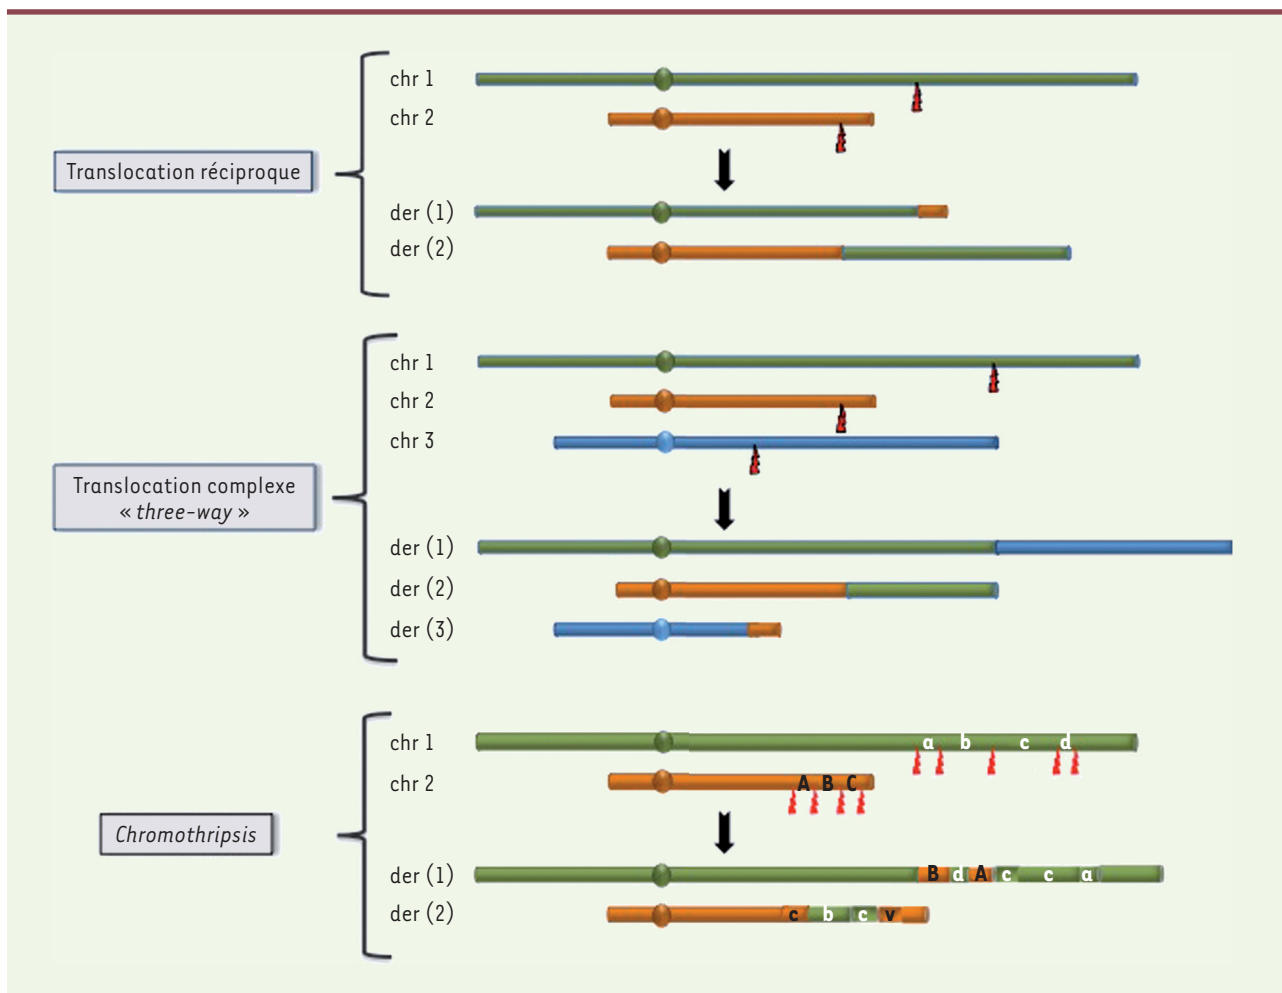 chr 1
chr 2
Translocation réciproque
der (1)
der (2)
chr 1
chr 2
chr 3
Translocation complexe
« three-way »
der (1)
der (2)
der (3)
chr 1
a b c d
chr 2
A B C
Chromothripsis
der (1)
B d A c c a
der (2)
c b c v